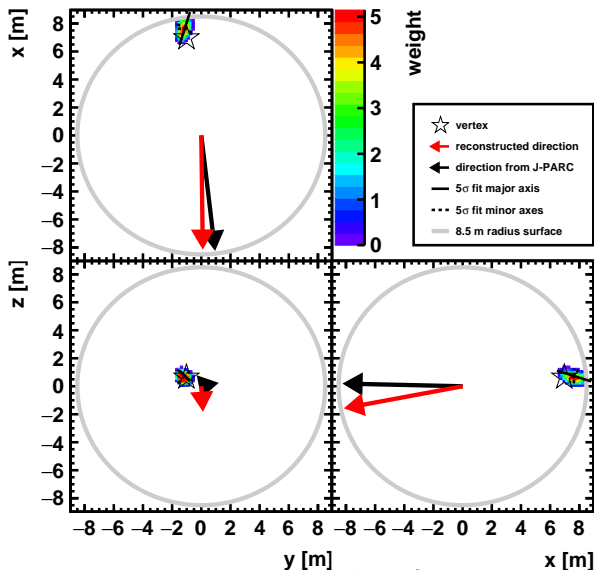 x [m]
8
6
4
2
0
−2
−4
−6
−8
5
4
3
2
1
0
weight
vertex
reconstructed direction
direction from J-PARC
5σ fit major axis
5σ fit minor axes
8.5 m radius surface
z [m]
8
6
4
2
0
−2
−4
−6
−8
−8 −6 −4 −2 0 2 4 6 8
−8 −6 −4 −2 0 2 4 6 8
y [m]
x [m]